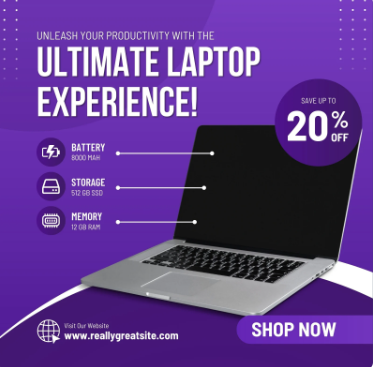 UNLEASH YOUR PRODUCTIVITY WITH THE
ULTIMATE LAPTOP
EXPERIENCE!
SAVE UP TO
20%
OFF
BATTERY
8000 MAH
STORAGE
512 GB SSD
MEMORY
12 GB RAM
Visit Our Website
www.reallygreatsite.com
SHOP NOW